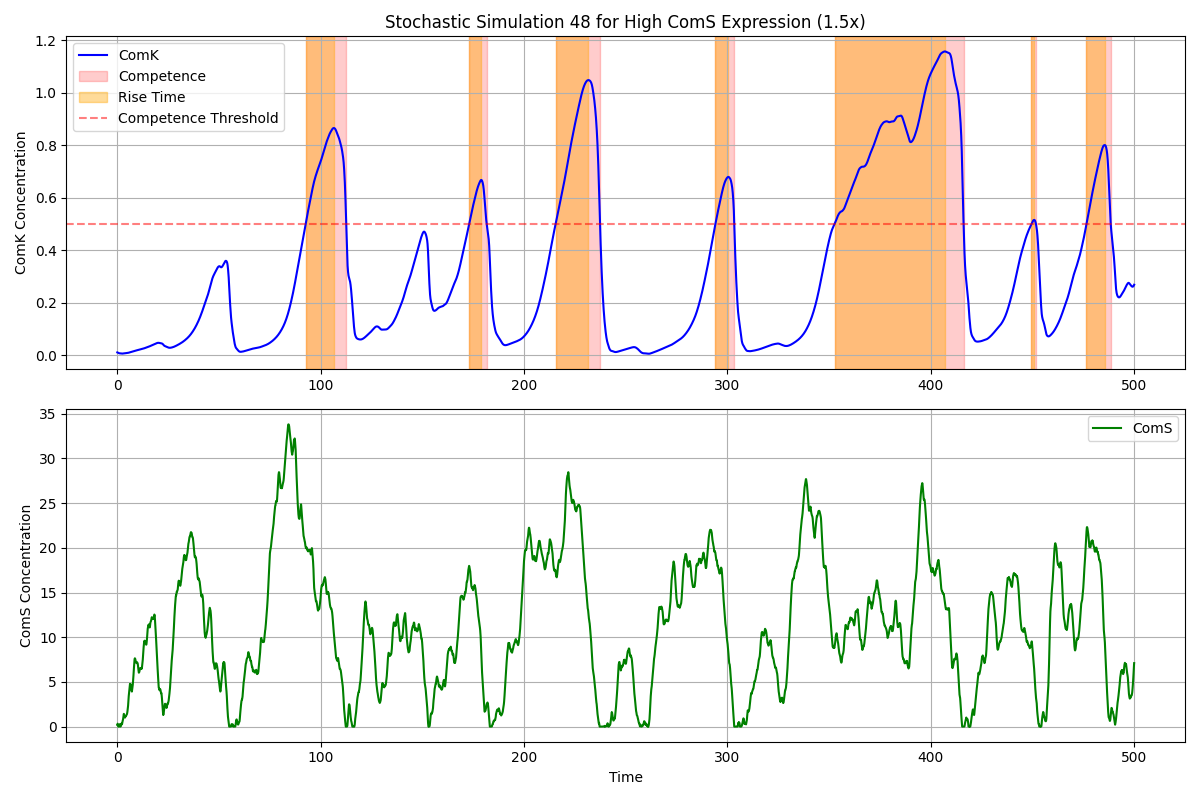 Stochastic Simulation 48 for High ComS Expression (1.5x)
ComK Concentration
1.2
1.0
0.8
0.6
0.4
0.2
0.0
ComK
Competence
Rise Time
Competence Threshold
0 100 200 300 400 500
ComS Concentration
35
30
25
20
15
10
5
0
ComS
0 100 200 300 400 500
Time